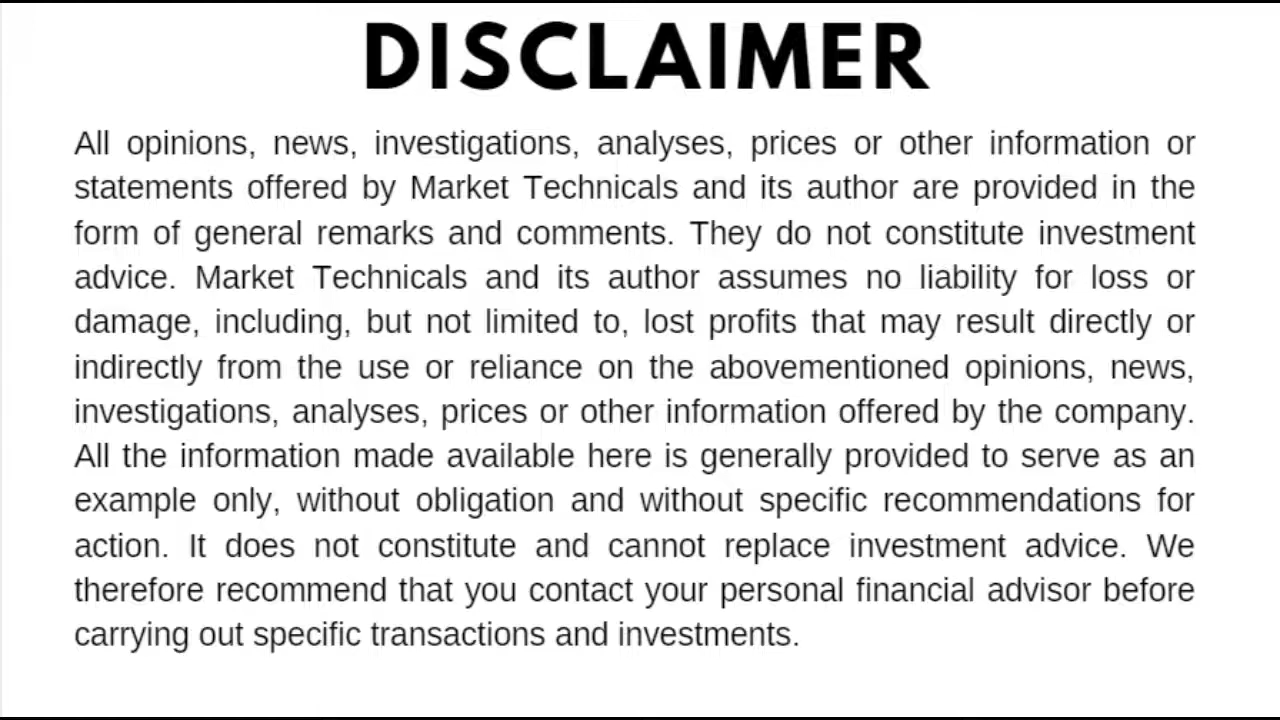 DISCLAIMER
All opinions, news, investigations, analyses, prices or other information or
statements offered by Market Technicals and its author are provided in the
form of general remarks and comments. They do not constitute investment
advice. Market Technicals and its author assumes no liability for loss or
damage, including, but not limited to, lost profits that may result directly or
indirectly from the use or reliance on the abovementioned opinions, news,
investigations, analyses, prices or other information offered by the company.
All the information made available here is generally provided to serve as an
example only, without obligation and without specific recommendations for
action. It does not constitute and cannot replace investment advice. We
therefore recommend that you contact your personal financial advisor before
carrying out specific transactions and investments.